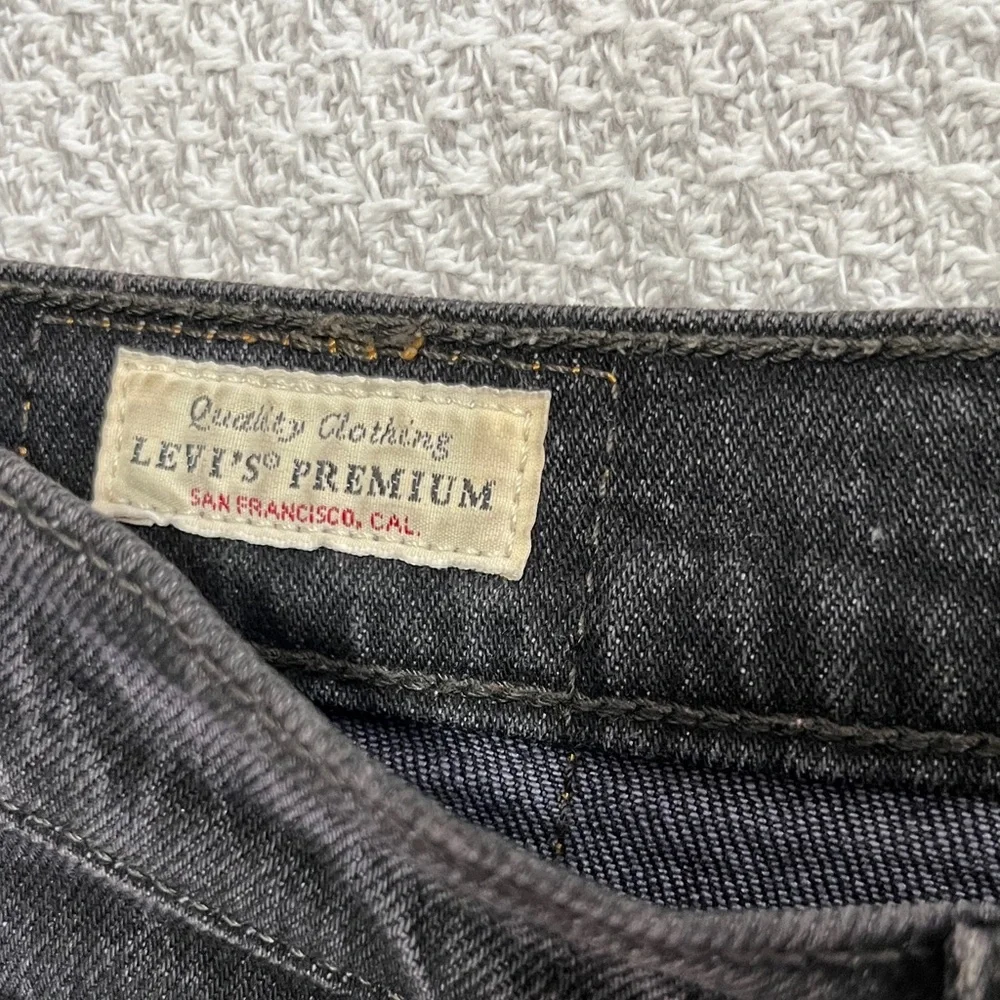 Quality Clothing
LEVI'S® PREMIUM
SAN FRANCISCO, CAL.